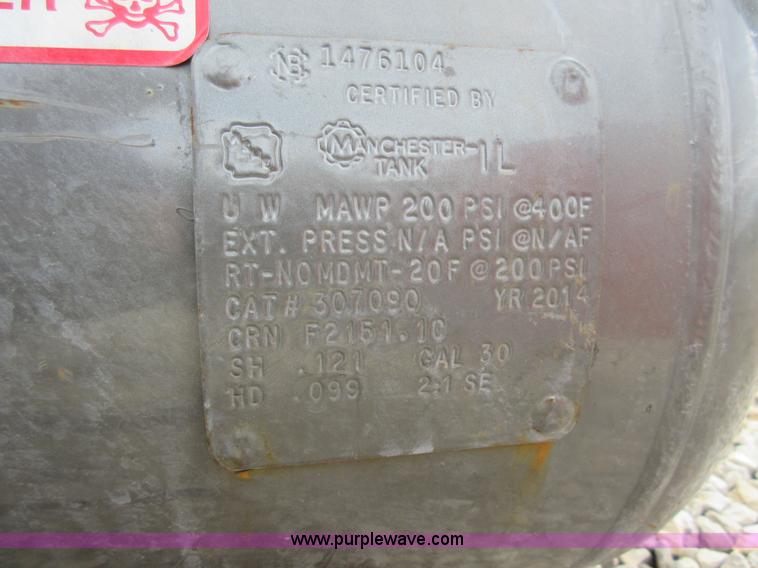 NB 1476104
CERTIFIED BY
MANCHESTER TANK IL
U W MAWP 200 PSI @400F
EXT. PRESS N/A PSI @N/AF
RT-NO MDMT-20F @ 200PSI
CAT# 307090 YR 2014
CRN F2151.1C
SH .121 GAL 30
HD .099 2:1 SE
www.purplewave.com